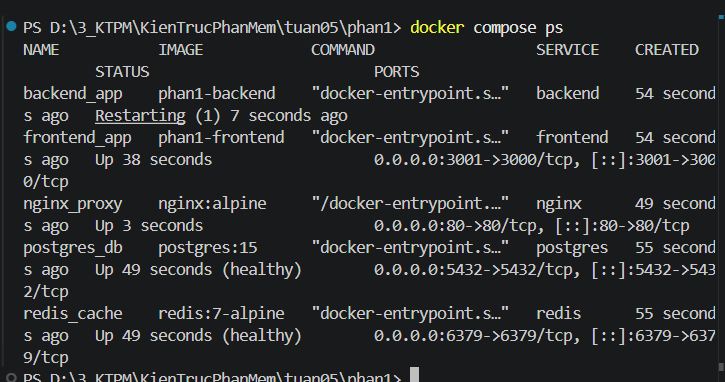 PS D:\3_KTPM\KienTrucPhanMem\tuan05\phan1> docker compose ps
NAME IMAGE COMMAND SERVICE CREATED
STATUS PORTS
backend_app phan1-backend "docker-entrypoint.s…" backend 54 second
s ago Restarting (1) 7 seconds ago
frontend_app phan1-frontend "docker-entrypoint.s…" frontend 54 second
s ago Up 38 seconds 0.0.0.0:3001->3000/tcp, [::]:3001->300
0/tcp
nginx_proxy nginx:alpine "/docker-entrypoint.…" nginx 49 second
s ago Up 3 seconds 0.0.0.0:80->80/tcp, [::]:80->80/tcp
postgres_db postgres:15 "docker-entrypoint.s…" postgres 55 second
s ago Up 49 seconds (healthy) 0.0.0.0:5432->5432/tcp, [::]:5432->543
2/tcp
redis_cache redis:7-alpine "docker-entrypoint.s…" redis 55 second
s ago Up 49 seconds (healthy) 0.0.0.0:6379->6379/tcp, [::]:6379->637
9/tcp
PS D:\3_KTPM\KienTrucPhanMem\tuan05\phan1>